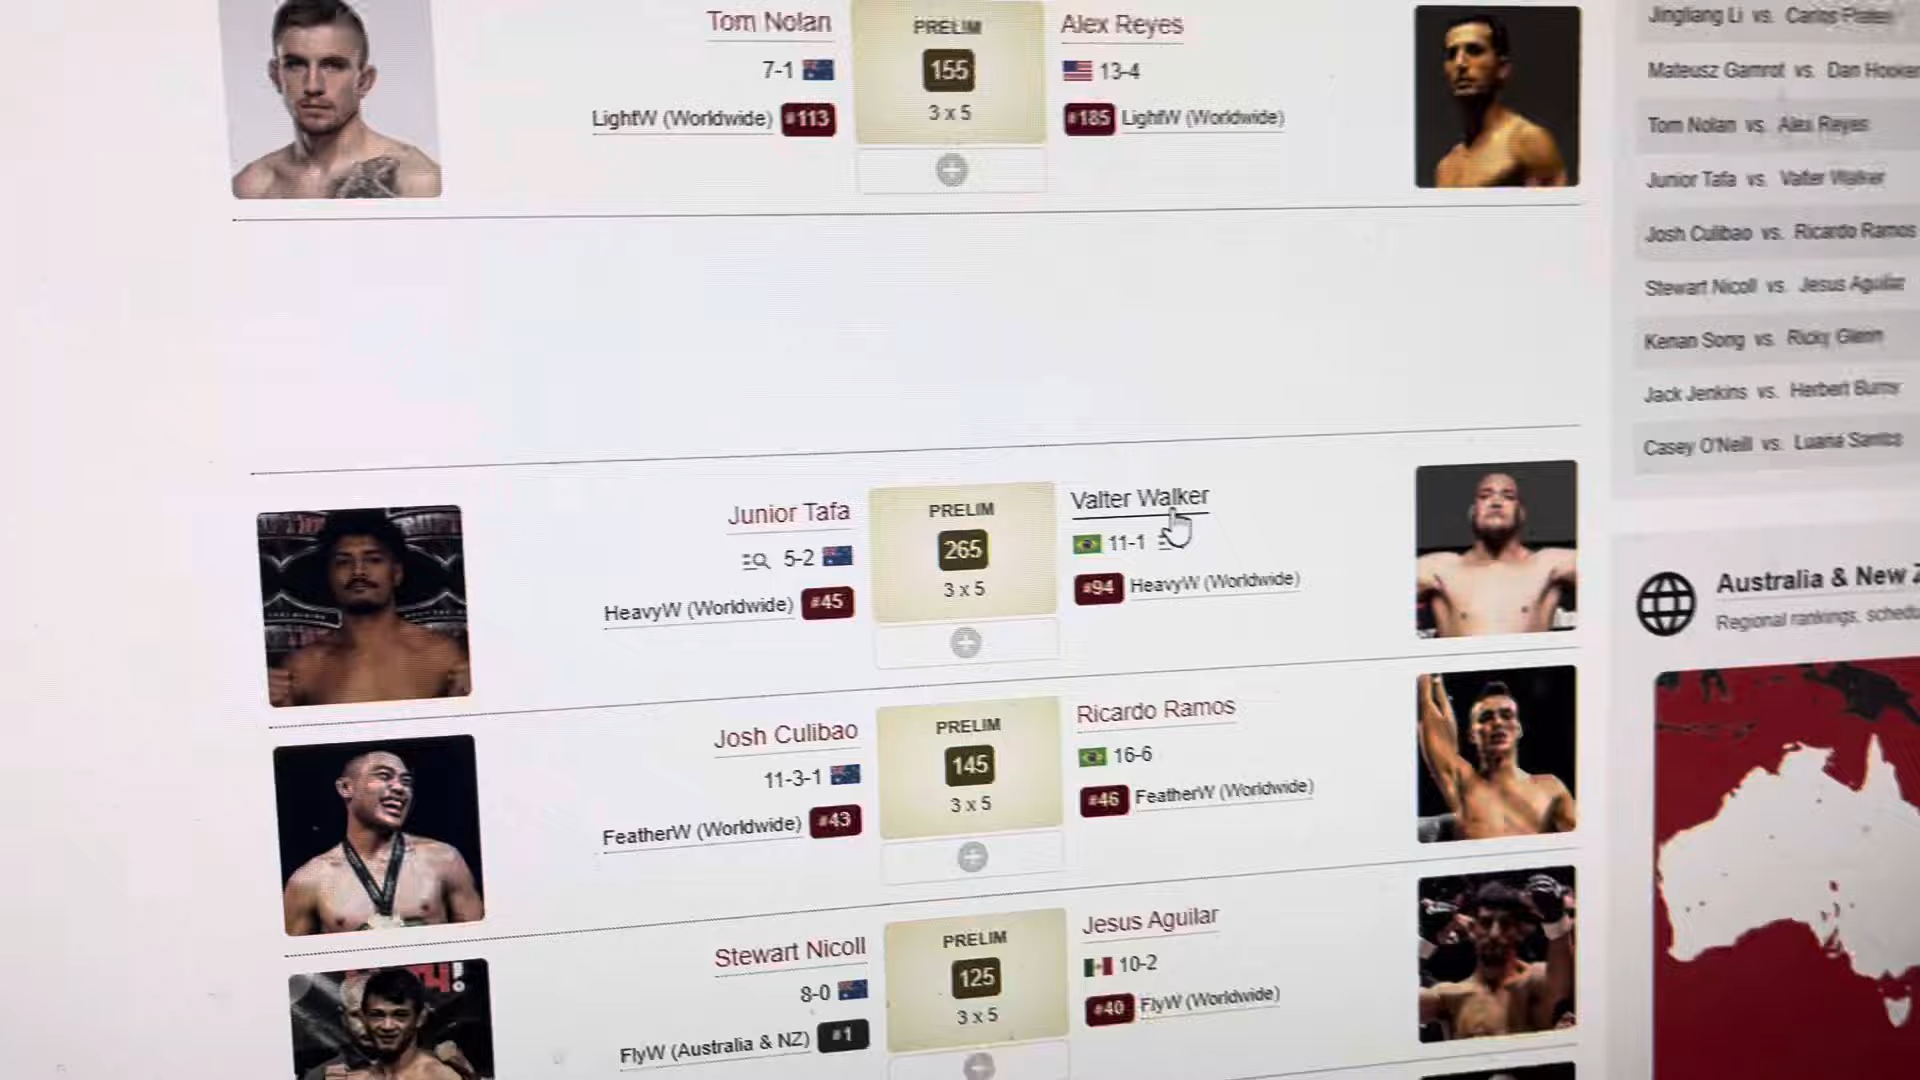 Tom Nolan
7-1
LightW (Worldwide) #113
PRELIM
155
3 x 5
Alex Reyes
13-4
#185 LightW (Worldwide)
Junior Tafa
5-2
HeavyW (Worldwide) #45
PRELIM
265
3 x 5
Valter Walker
11-1
#94 HeavyW (Worldwide)
Josh Culibao
11-3-1
FeatherW (Worldwide) #43
PRELIM
145
3 x 5
Ricardo Ramos
16-6
#46 FeatherW (Worldwide)
Stewart Nicoll
8-0
FlyW (Australia & NZ) #1
PRELIM
125
3 x 5
Jesus Aguilar
10-2
#40 FlyW (Worldwide)
Jingliang Li vs. Carlos
Mateusz Gamrot vs. Dan Hooker
Tom Nolan vs. Alex Reyes
Junior Tafa vs. Valter Walker
Josh Culibao vs. Ricardo Ramos
Stewart Nicoll vs. Jesus Aguilar
Kenan Song vs. Ricky Glenn
Jack Jenkins vs. Herbert Burns
Casey O'Neill vs. Luana Santos
Australia & New Z
Regional rankings, schedu